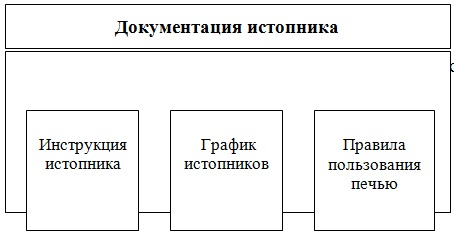 Документация истопника
Инструкция
истопника
График
истопников
Правила
пользования
печью